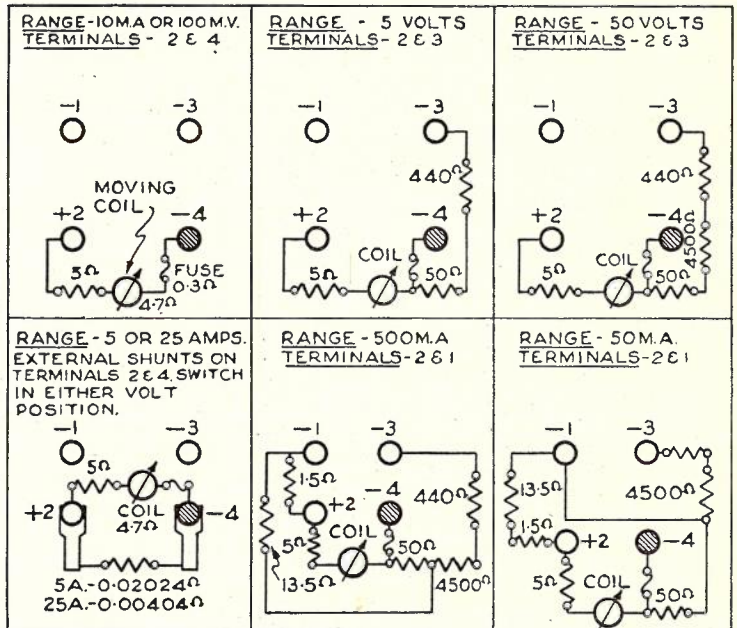 RANGE-10M.A OR 100M.V.
TERMINALS- 2 & 4
-1
-3
MOVING
COIL
+2
-4
5Ω
FUSE
0.3Ω
4.7Ω
RANGE - 5 VOLTS
TERMINALS-2&3
-1
-3
440Ω
+2
-4
COIL
5Ω
50Ω
RANGE - 50 VOLTS
TERMINALS-2&3
-1
-3
440Ω
+2
-4
4500Ω
COIL
5Ω
50Ω
RANGE-5 OR 25 AMPS.
EXTERNAL SHUNTS ON
TERMINALS 2&4, SWITCH
IN EITHER VOLT
POSITION.
-1
-3
5Ω
+2
COIL
4.7Ω
-4
5A.-0.02024Ω
25A.-0.00404Ω
RANGE-500M.A
TERMINALS-2&1
-1
-3
1.5Ω
+2
-4
440Ω
COIL
5Ω
50Ω
13.5Ω
4500Ω
RANGE-50M.A.
TERMINALS-2&1
-1
-3
13.5Ω
4500Ω
1.5Ω
+2
-4
5Ω
COIL
50Ω